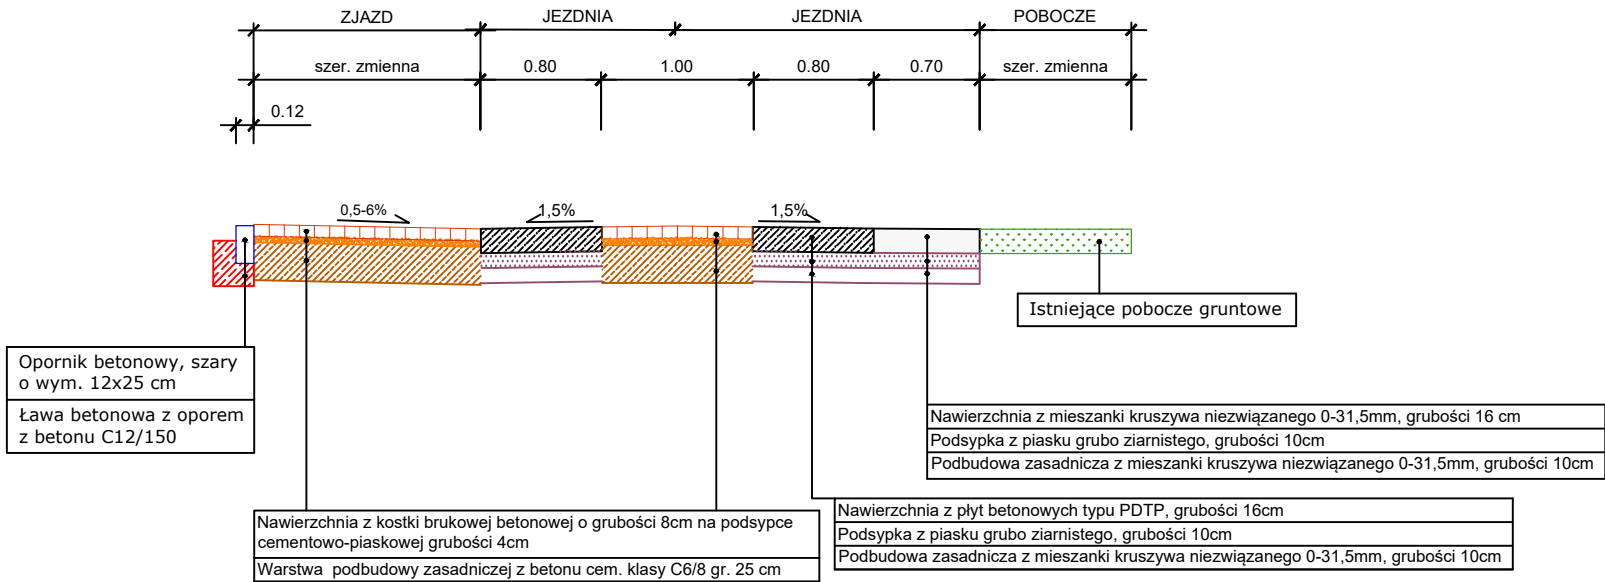 ZJAZD JEZDNIA JEZDNIA POBOCZE
szer. zmienna 0.80 1.00 0.80 0.70 szer. zmienna
0.12
0,5-6% 1,5% 1,5%
Istniejące pobocze gruntowe
Opornik betonowy, szary
o wym. 12x25 cm
Ława betonowa z oporem
z betonu C12/150
Nawierzchnia z mieszanki kruszywa niezwiązanego 0-31,5mm, grubości 16 cm
Podsypka z piasku grubo ziarnistego, grubości 10cm
Podbudowa zasadnicza z mieszanki kruszywa niezwiązanego 0-31,5mm, grubości 10cm
Nawierzchnia z płyt betonowych typu PDTP, grubości 16cm
Podsypka z piasku grubo ziarnistego, grubości 10cm
Podbudowa zasadnicza z mieszanki kruszywa niezwiązanego 0-31,5mm, grubości 10cm
Nawierzchnia z kostki brukowej betonowej o grubości 8cm na podsypce
cementowo-piaskowej grubości 4cm
Warstwa podbudowy zasadniczej z betonu cem. klasy C6/8 gr. 25 cm